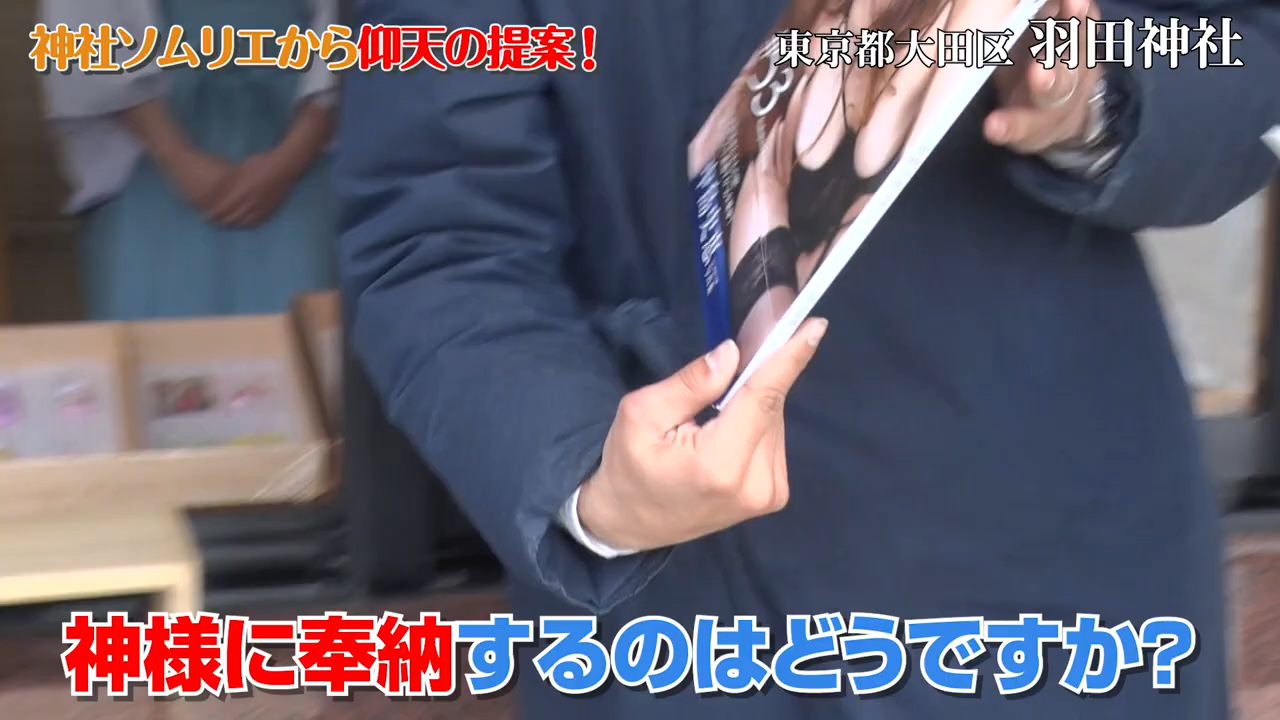 神社ソムリエから仰天の提案！
東京都大田区 羽田神社
神様に奉納するのはどうですか?